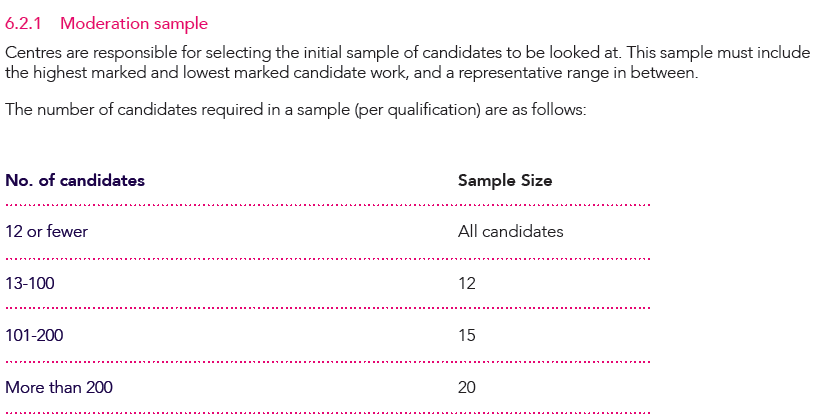 6.2.1 Moderation sample
Centres are responsible for selecting the initial sample of candidates to be looked at. This sample must include
the highest marked and lowest marked candidate work, and a representative range in between.
The number of candidates required in a sample (per qualification) are as follows:
No. of candidates Sample Size
12 or fewer All candidates
13-100 12
101-200 15
More than 200 20